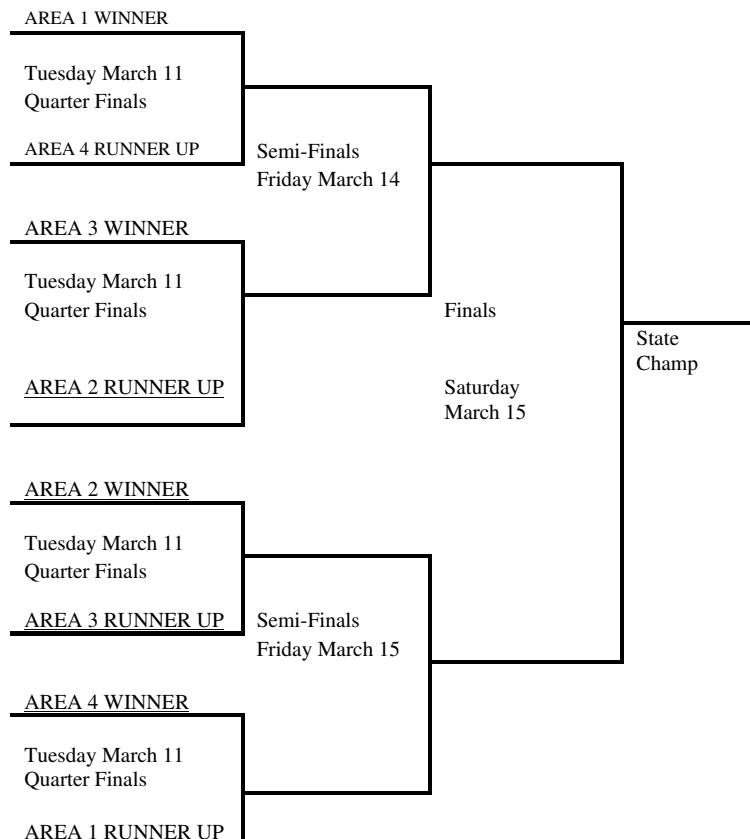 AREA 1 WINNER
Tuesday March 11
Quarter Finals
AREA 4 RUNNER UP
Semi-Finals
Friday March 14
AREA 3 WINNER
Tuesday March 11
Quarter Finals
Finals
State
Champ
AREA 2 RUNNER UP
Saturday
March 15
AREA 2 WINNER
Tuesday March 11
Quarter Finals
AREA 3 RUNNER UP
Semi-Finals
Friday March 15
AREA 4 WINNER
Tuesday March 11
Quarter Finals
AREA 1 RUNNER UP